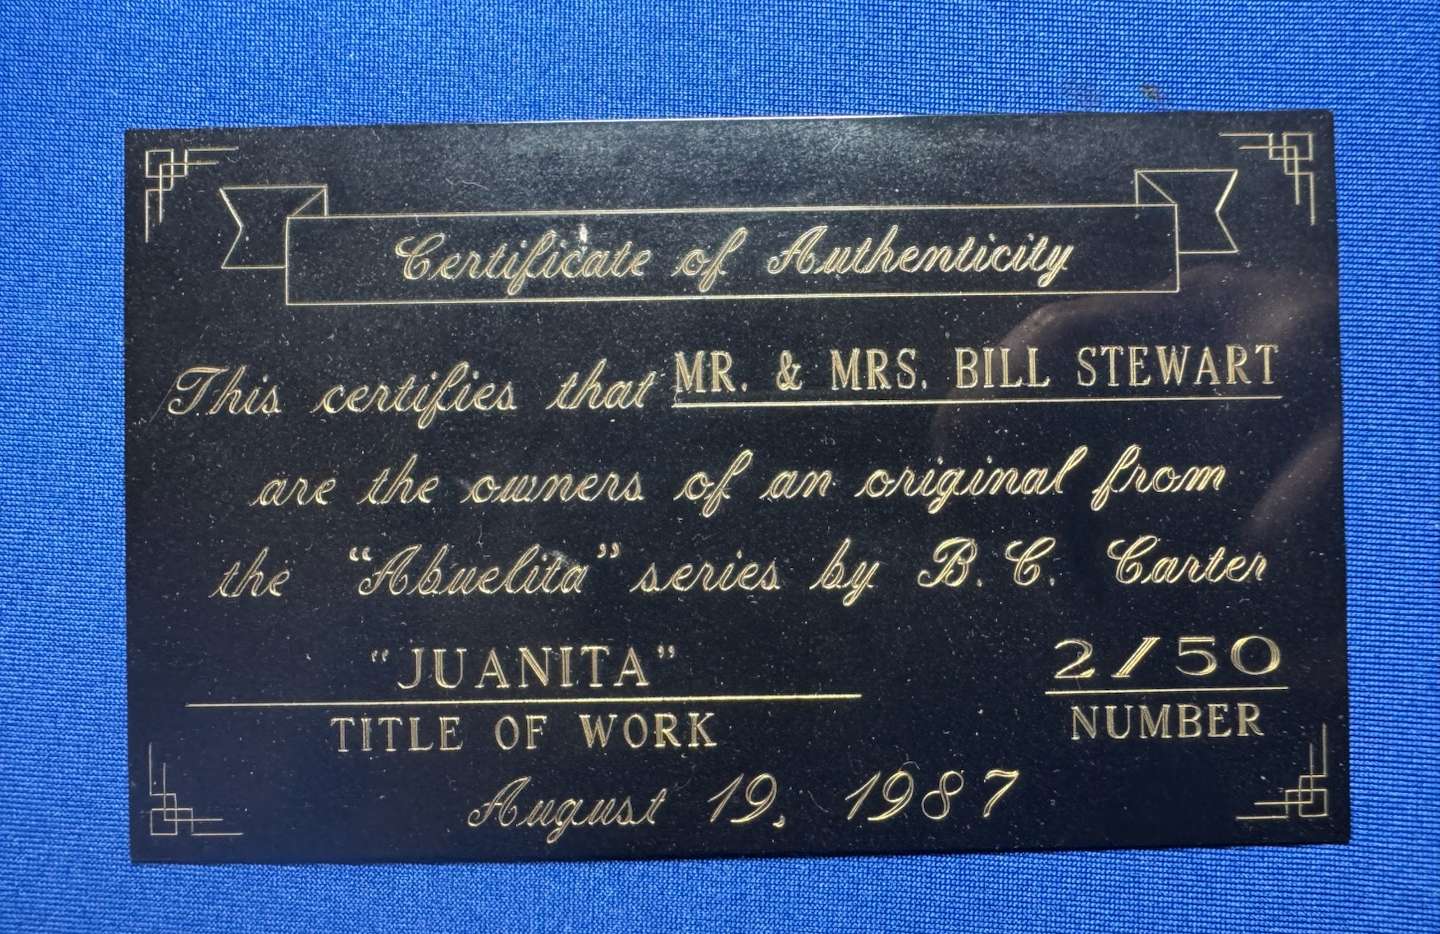 Certificate of Authenticity
This certifies that MR. & MRS. BILL STEWART
are the owners of an original from
the "Abuelita" series by B. C. Carter
"JUANITA" 2/50
TITLE OF WORK NUMBER
August 19, 1987